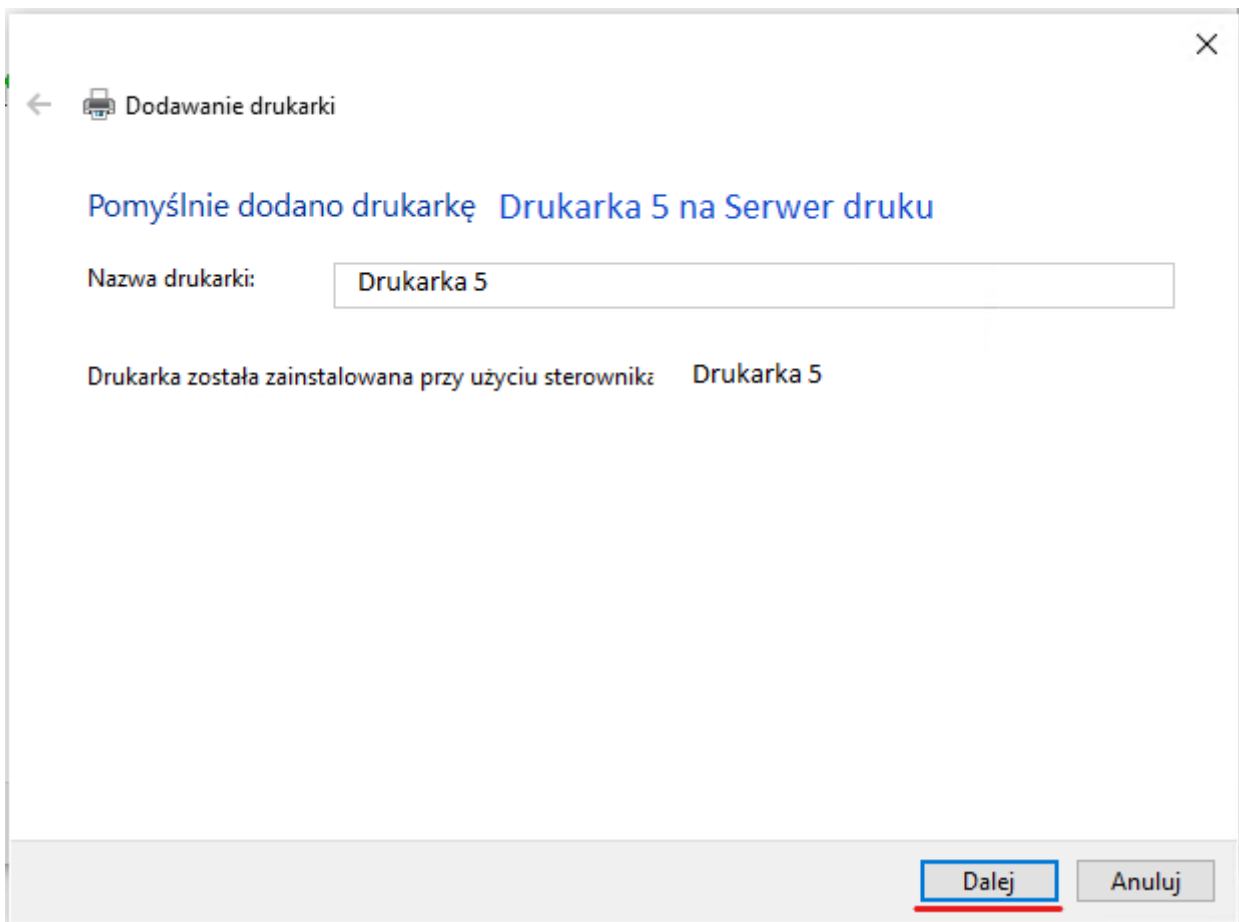 Dodawanie drukarki
Pomyślnie dodano drukarkę Drukarka 5 na Serwer druku
Nazwa drukarki: Drukarka 5
Drukarka została zainstalowana przy użyciu sterownika Drukarka 5
Dalej Anuluj